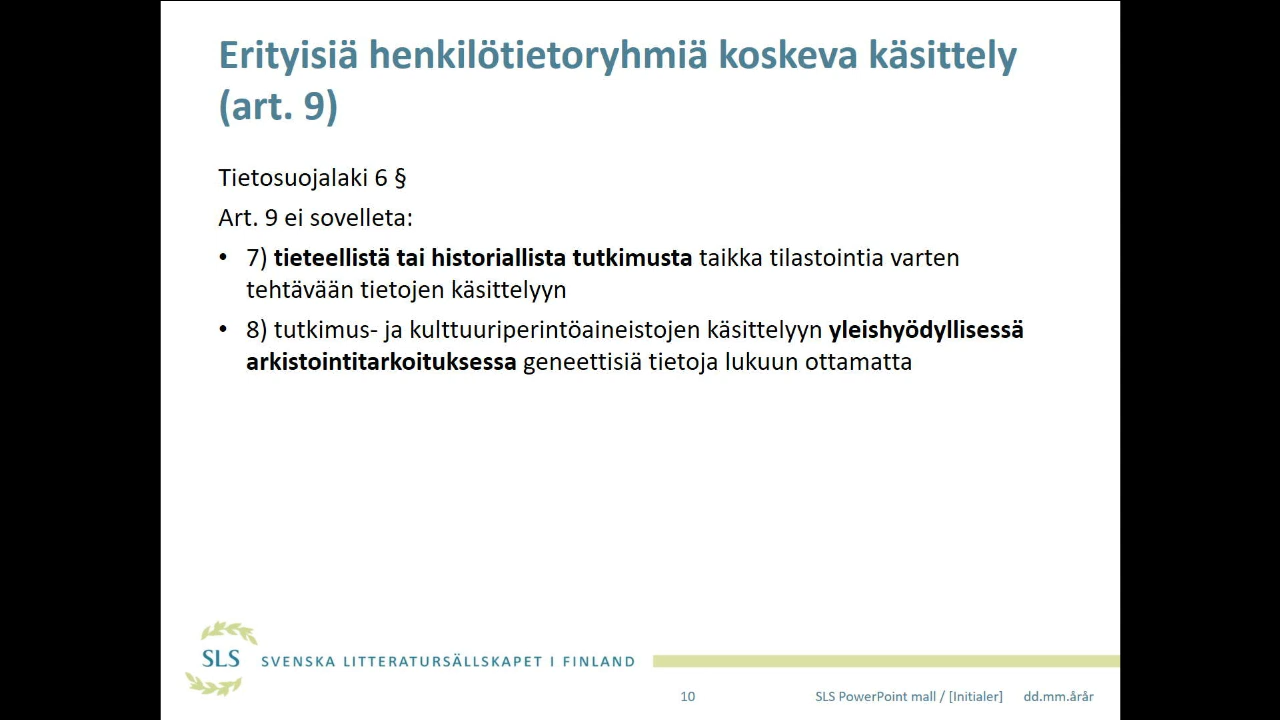 Erityisiä henkilötietoryhmiä koskeva käsittely
(art. 9)
Tietosuojalaki 6 §
Art. 9 ei sovelleta:
• 7) tieteellistä tai historiallista tutkimusta taikka tilastointia varten
tehtävään tietojen käsittelyyn
• 8) tutkimus- ja kulttuuriperintöaineistojen käsittelyyn yleishyödyllisessä
arkistointitarkoituksessa geneettisiä tietoja lukuun ottamatta
SLS SVENSKA LITTERATURSÄLLSKAPET I FINLAND
10 SLS PowerPoint mall / [Initialer] dd.mm.årår